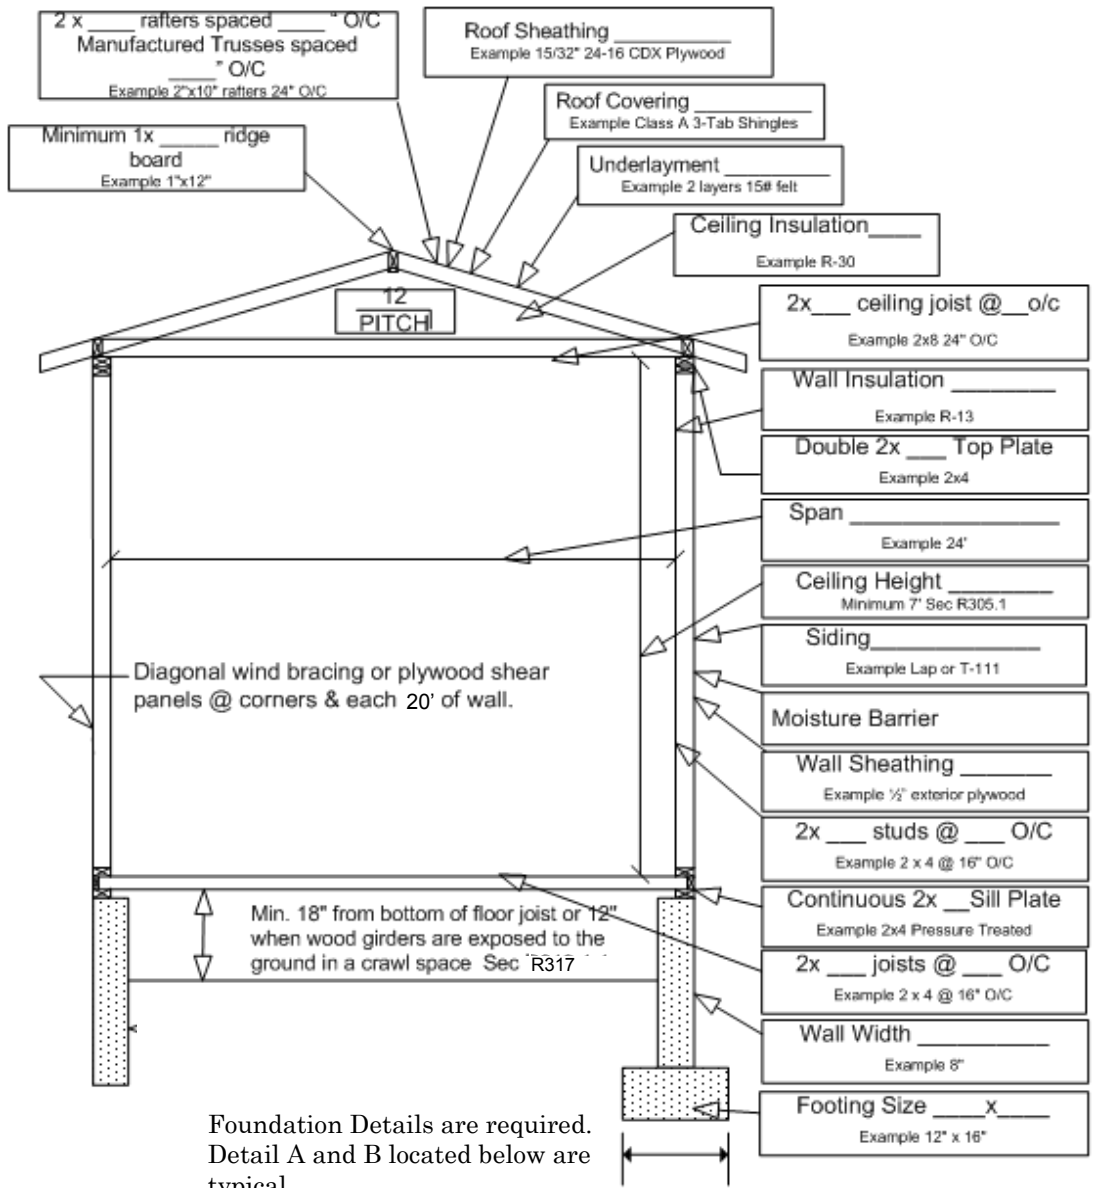 2 x ____ rafters spaced _____" O/C
Manufactured Trusses spaced
____" O/C
Example 2"x10" rafters 24" O/C
Roof Sheathing __________
Example 15/32" 24-16 CDX Plywood
Roof Covering __________
Example Class A 3-Tab Shingles
Minimum 1x _____ ridge
board
Example 1"x12"
Underlayment _________
Example 2 layers 15# felt
Ceiling Insulation____
Example R-30
12
PITCH
2x___ ceiling joist @__o/c
Example 2x8 24" O/C
Wall Insulation ________
Example R-13
Double 2x ___ Top Plate
Example 2x4
Span ________________
Example 24'
Ceiling Height ________
Minimum 7' Sec R305.1
Siding_____________
Example Lap or T-111
Diagonal wind bracing or plywood shear
panels @ corners & each 20' of wall.
Moisture Barrier
Wall Sheathing _______
Example ½" exterior plywood
2x ___ studs @ ___ O/C
Example 2 x 4 @ 16" O/C
Continuous 2x __Sill Plate
Example 2x4 Pressure Treated
Min. 18" from bottom of floor joist or 12"
when wood girders are exposed to the
ground in a crawl space Sec R317
2x ___ joists @ ___ O/C
Example 2 x 4 @ 16" O/C
Wall Width ____________
Example 8"
Footing Size ____x____
Example 12" x 16"
Foundation Details are required.
Detail A and B located below are
typical